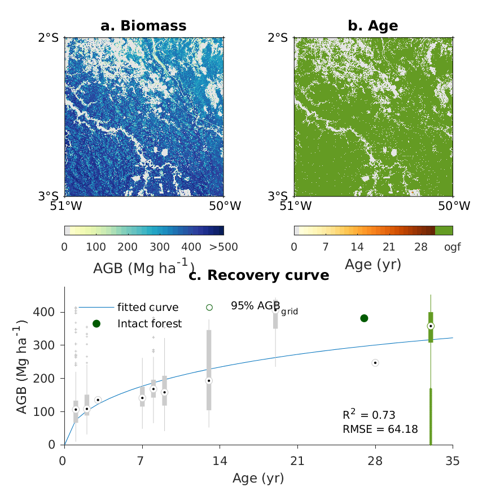 a. Biomass
b. Age
2°S
2°S
3°S
3°S
51°W 50°W
51°W 50°W
0 100 200 300 400 >500
0 7 14 21 28 ogf
AGB (Mg ha⁻¹)
Age (yr)
c. Recovery curve
fitted curve
95% AGB_grid
Intact forest
400
300
200
100
0
AGB (Mg ha⁻¹)
R² = 0.73
RMSE = 64.18
0 7 14 21 28 35
Age (yr)